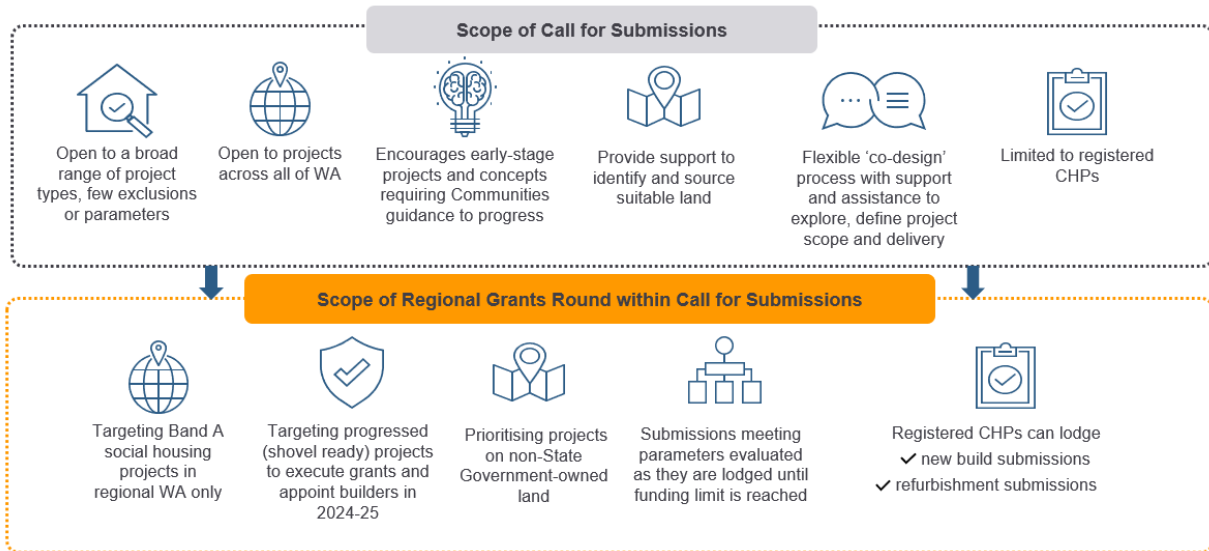 Scope of Call for Submissions
Open to a broad
range of project
types, few exclusions
or parameters
Open to projects
across all of WA
Encourages early-stage
projects and concepts
requiring Communities
guidance to progress
Provide support to
identify and source
suitable land
Flexible ‘co-design’
process with support
and assistance to
explore, define project
scope and delivery
Limited to registered
CHPs
Scope of Regional Grants Round within Call for Submissions
Targeting Band A
social housing
projects in
regional WA only
Targeting progressed
(shovel ready) projects
to execute grants and
appoint builders in
2024-25
Prioritising projects
on non-State
Government-owned
land
Submissions meeting
parameters evaluated
as they are lodged until
funding limit is reached
Registered CHPs can lodge
✓ new build submissions
✓ refurbishment submissions